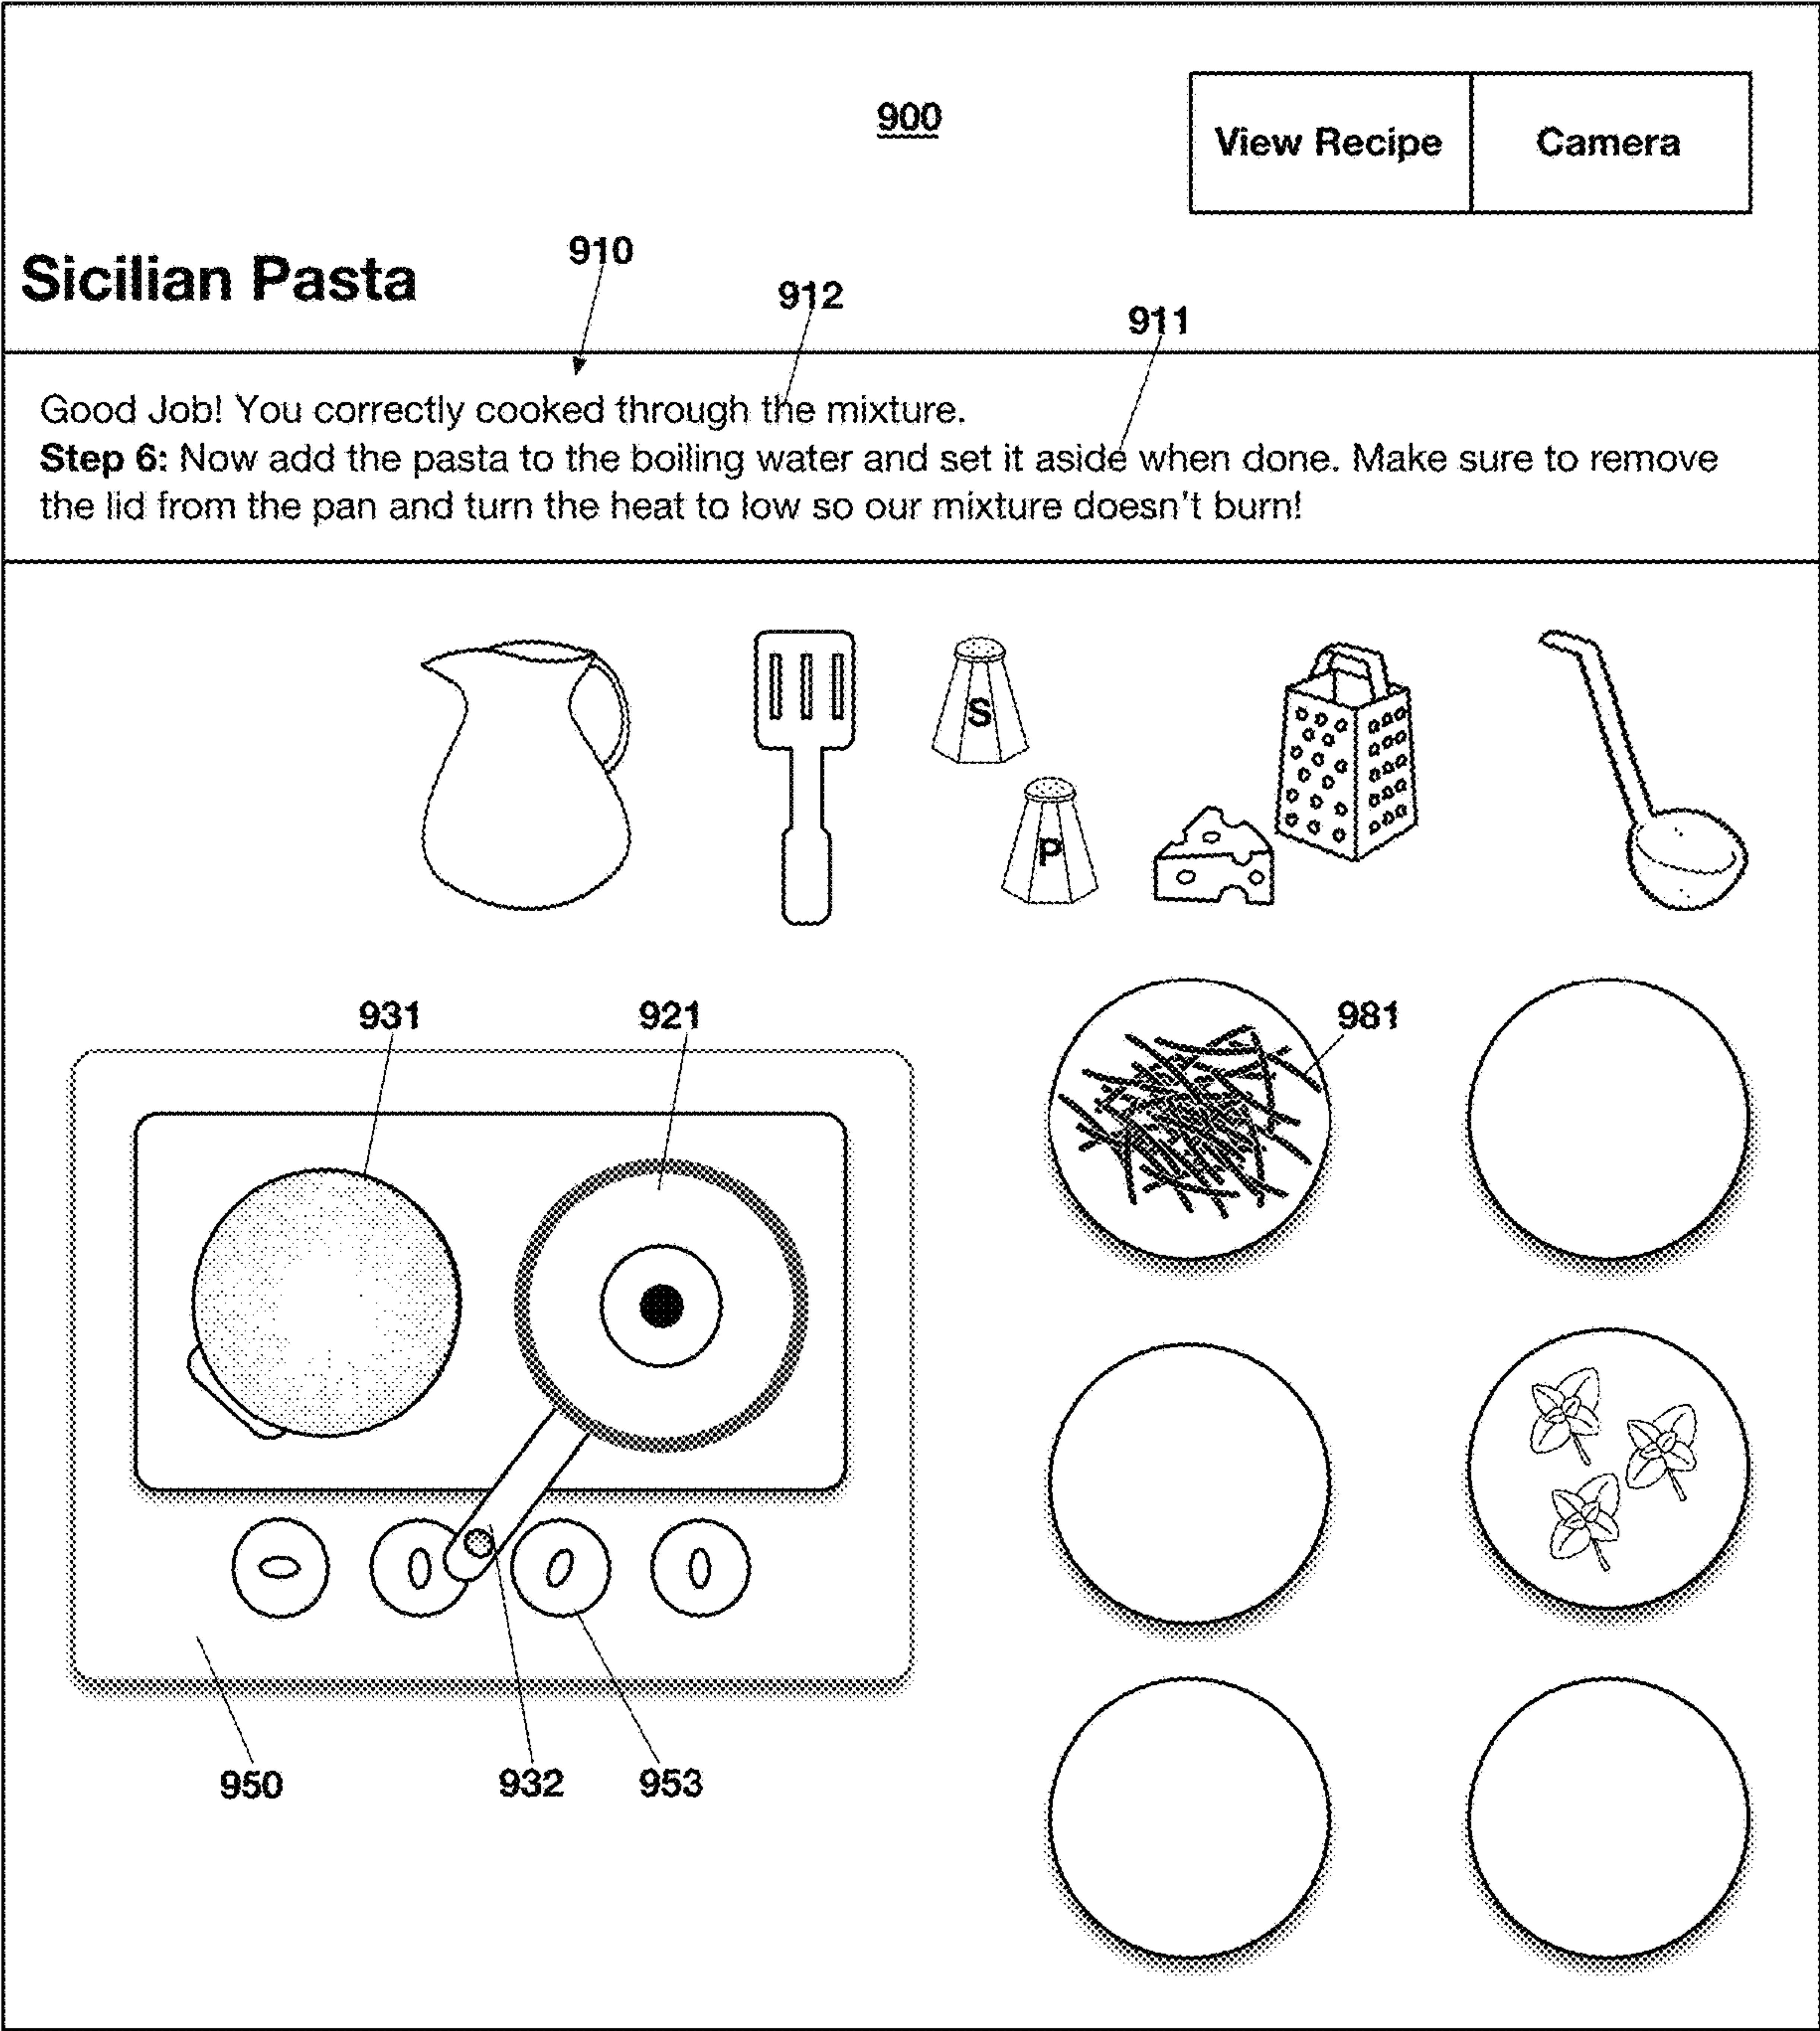 900
View Recipe
Camera
910
Sicilian Pasta
912
911
Good Job! You correctly cooked through the mixture.
Step 6: Now add the pasta to the boiling water and set it aside when done. Make sure to remove
the lid from the pan and turn the heat to low so our mixture doesn't burn!
S
P
931
921
981
950
932
953